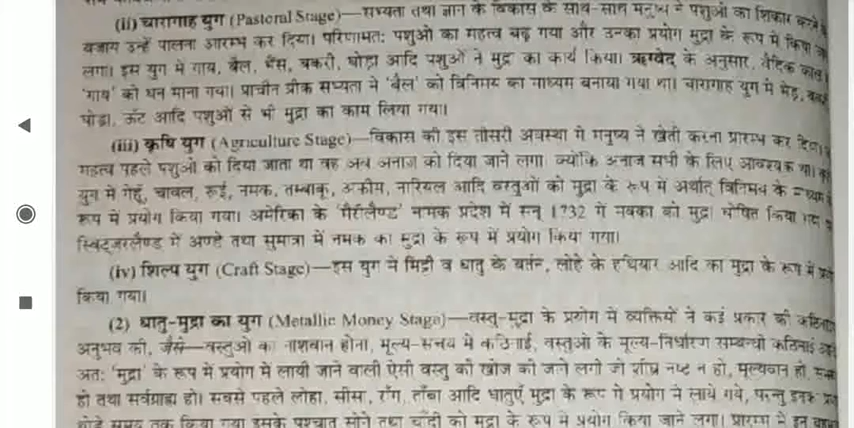 (ii) चारागाह युग (Pastoral Stage)—सभ्यता तथा ज्ञान के विकास के साथ-साथ मनुष्य ने पशुओं का शिकार करने
बजाय उन्हें पालना आरम्भ कर दिया। परिणामत: पशुओं का महत्व बढ़ गया और उनका प्रयोग मुद्रा के रूप में किया
लगा। इस युग में गाय, बैल, भैंस, बकरी, घोड़ा आदि पशुओं ने मुद्रा का कार्य किया। ऋग्वेद के अनुसार, वैदिक काल
'गाय' को धन माना गया। प्राचीन ग्रीक सभ्यता में 'बैल' को विनिमय का माध्यम बनाया गया था। चारागाह युग में भेड़,
घोड़ा, ऊँट आदि पशुओं से भी मुद्रा का काम लिया गया।
(iii) कृषि युग (Agriculture Stage)—विकास की इस तीसरी अवस्था में मनुष्य ने खेती करना प्रारम्भ कर दिया।
महत्व पहले पशुओं को दिया जाता था वह अब अनाज को दिया जाने लगा क्योंकि अनाज सभी के लिए आवश्यक था।
युग में गेहूँ, चावल, रूई, नमक, तम्बाकू, अफीम, नारियल आदि वस्तुओं को मुद्रा के रूप में अर्थात् विनिमय के
रूप में प्रयोग किया गया। अमेरिका के 'मैरीलैण्ड' नामक प्रदेश में सन् 1732 में मक्का को मुद्रा घोषित किया गया
स्विट्जरलैण्ड में अण्डे तथा सुमात्रा में नमक का मुद्रा के रूप में प्रयोग किया गया।
(iv) शिल्प युग (Craft Stage)—इस युग में मिट्टी व धातु के बर्तन, लोहे के हथियार आदि का मुद्रा के रूप में
किया गया।
(2) धातु-मुद्रा का युग (Metallic Money Stage)—वस्तु-मुद्रा के प्रयोग में व्यक्तियों ने कई प्रकार की
अनुभव की, जैसे—वस्तुओं का नाशवान होना, मूल्य-संचय में कठिनाई, वस्तुओं के मूल्य-निर्धारण सम्बन्धी कठिनाई
अत: 'मुद्रा' के रूप में प्रयोग में लायी जाने वाली ऐसी वस्तु की खोज की जाने लगी जो शीघ्र नष्ट न हो, मूल्यवान हो,
हो तथा सर्वग्राह्य हो। सबसे पहले लोहा, सीसा, राँग, ताँबा आदि धातुएँ मुद्रा के रूप में प्रयोग में लाये गये, परन्तु इनका
थोड़े समय तक किया गया इसके पश्चात् सोने तथा चाँदी को मुद्रा के रूप में प्रयोग किया जाने लगा। प्रारम्भ में इन